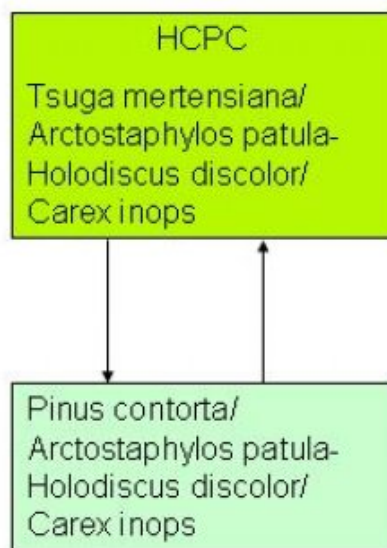 HCPC
Tsuga mertensiana/
Arctostaphylos patula-
Holodiscus discolor/
Carex inops
Pinus contorta/
Arctostaphylos patula-
Holodiscus discolor/
Carex inops